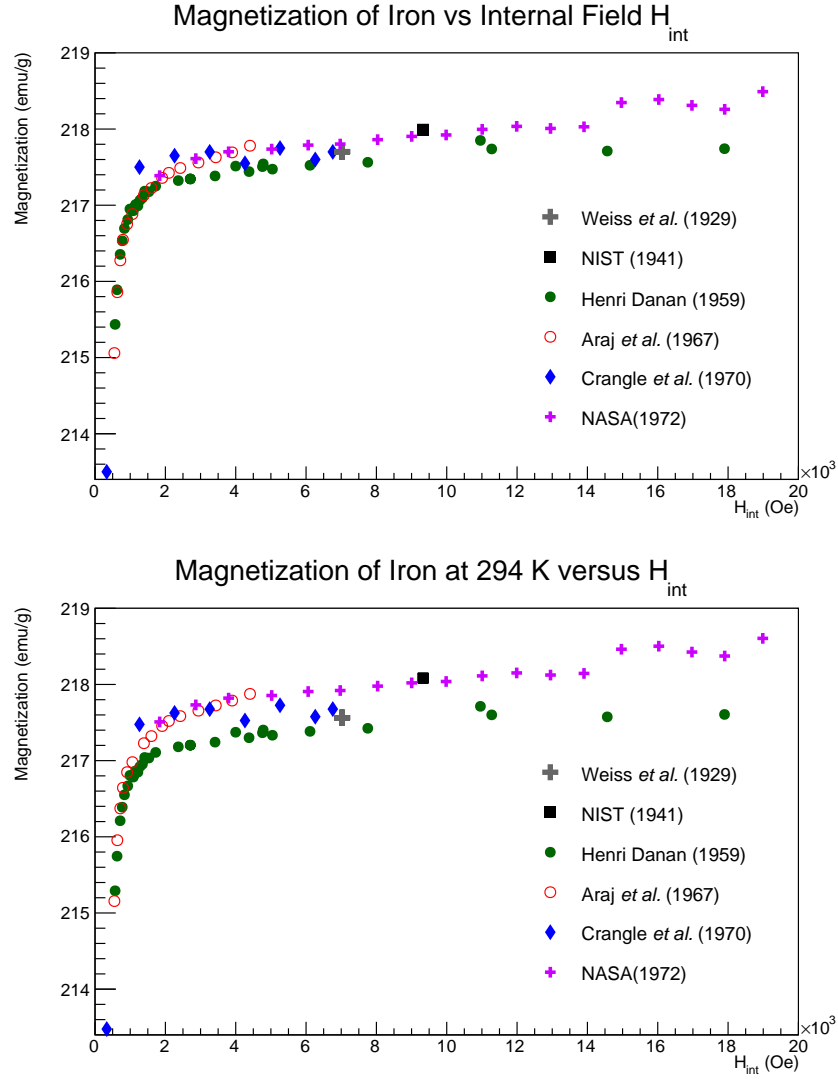 Magnetization of Iron vs Internal Field H_int
Magnetization (emu/g)
219
218
217
216
215
214
Weiss et al. (1929)
NIST (1941)
Henri Danan (1959)
Araj et al. (1967)
Crangle et al. (1970)
NASA(1972)
0 2 4 6 8 10 12 14 16 18 20
×10³
H_int (Oe)
Magnetization of Iron at 294 K versus H_int
Magnetization (emu/g)
219
218
217
216
215
214
Weiss et al. (1929)
NIST (1941)
Henri Danan (1959)
Araj et al. (1967)
Crangle et al. (1970)
NASA(1972)
0 2 4 6 8 10 12 14 16 18 20
×10³
H_int (Oe)